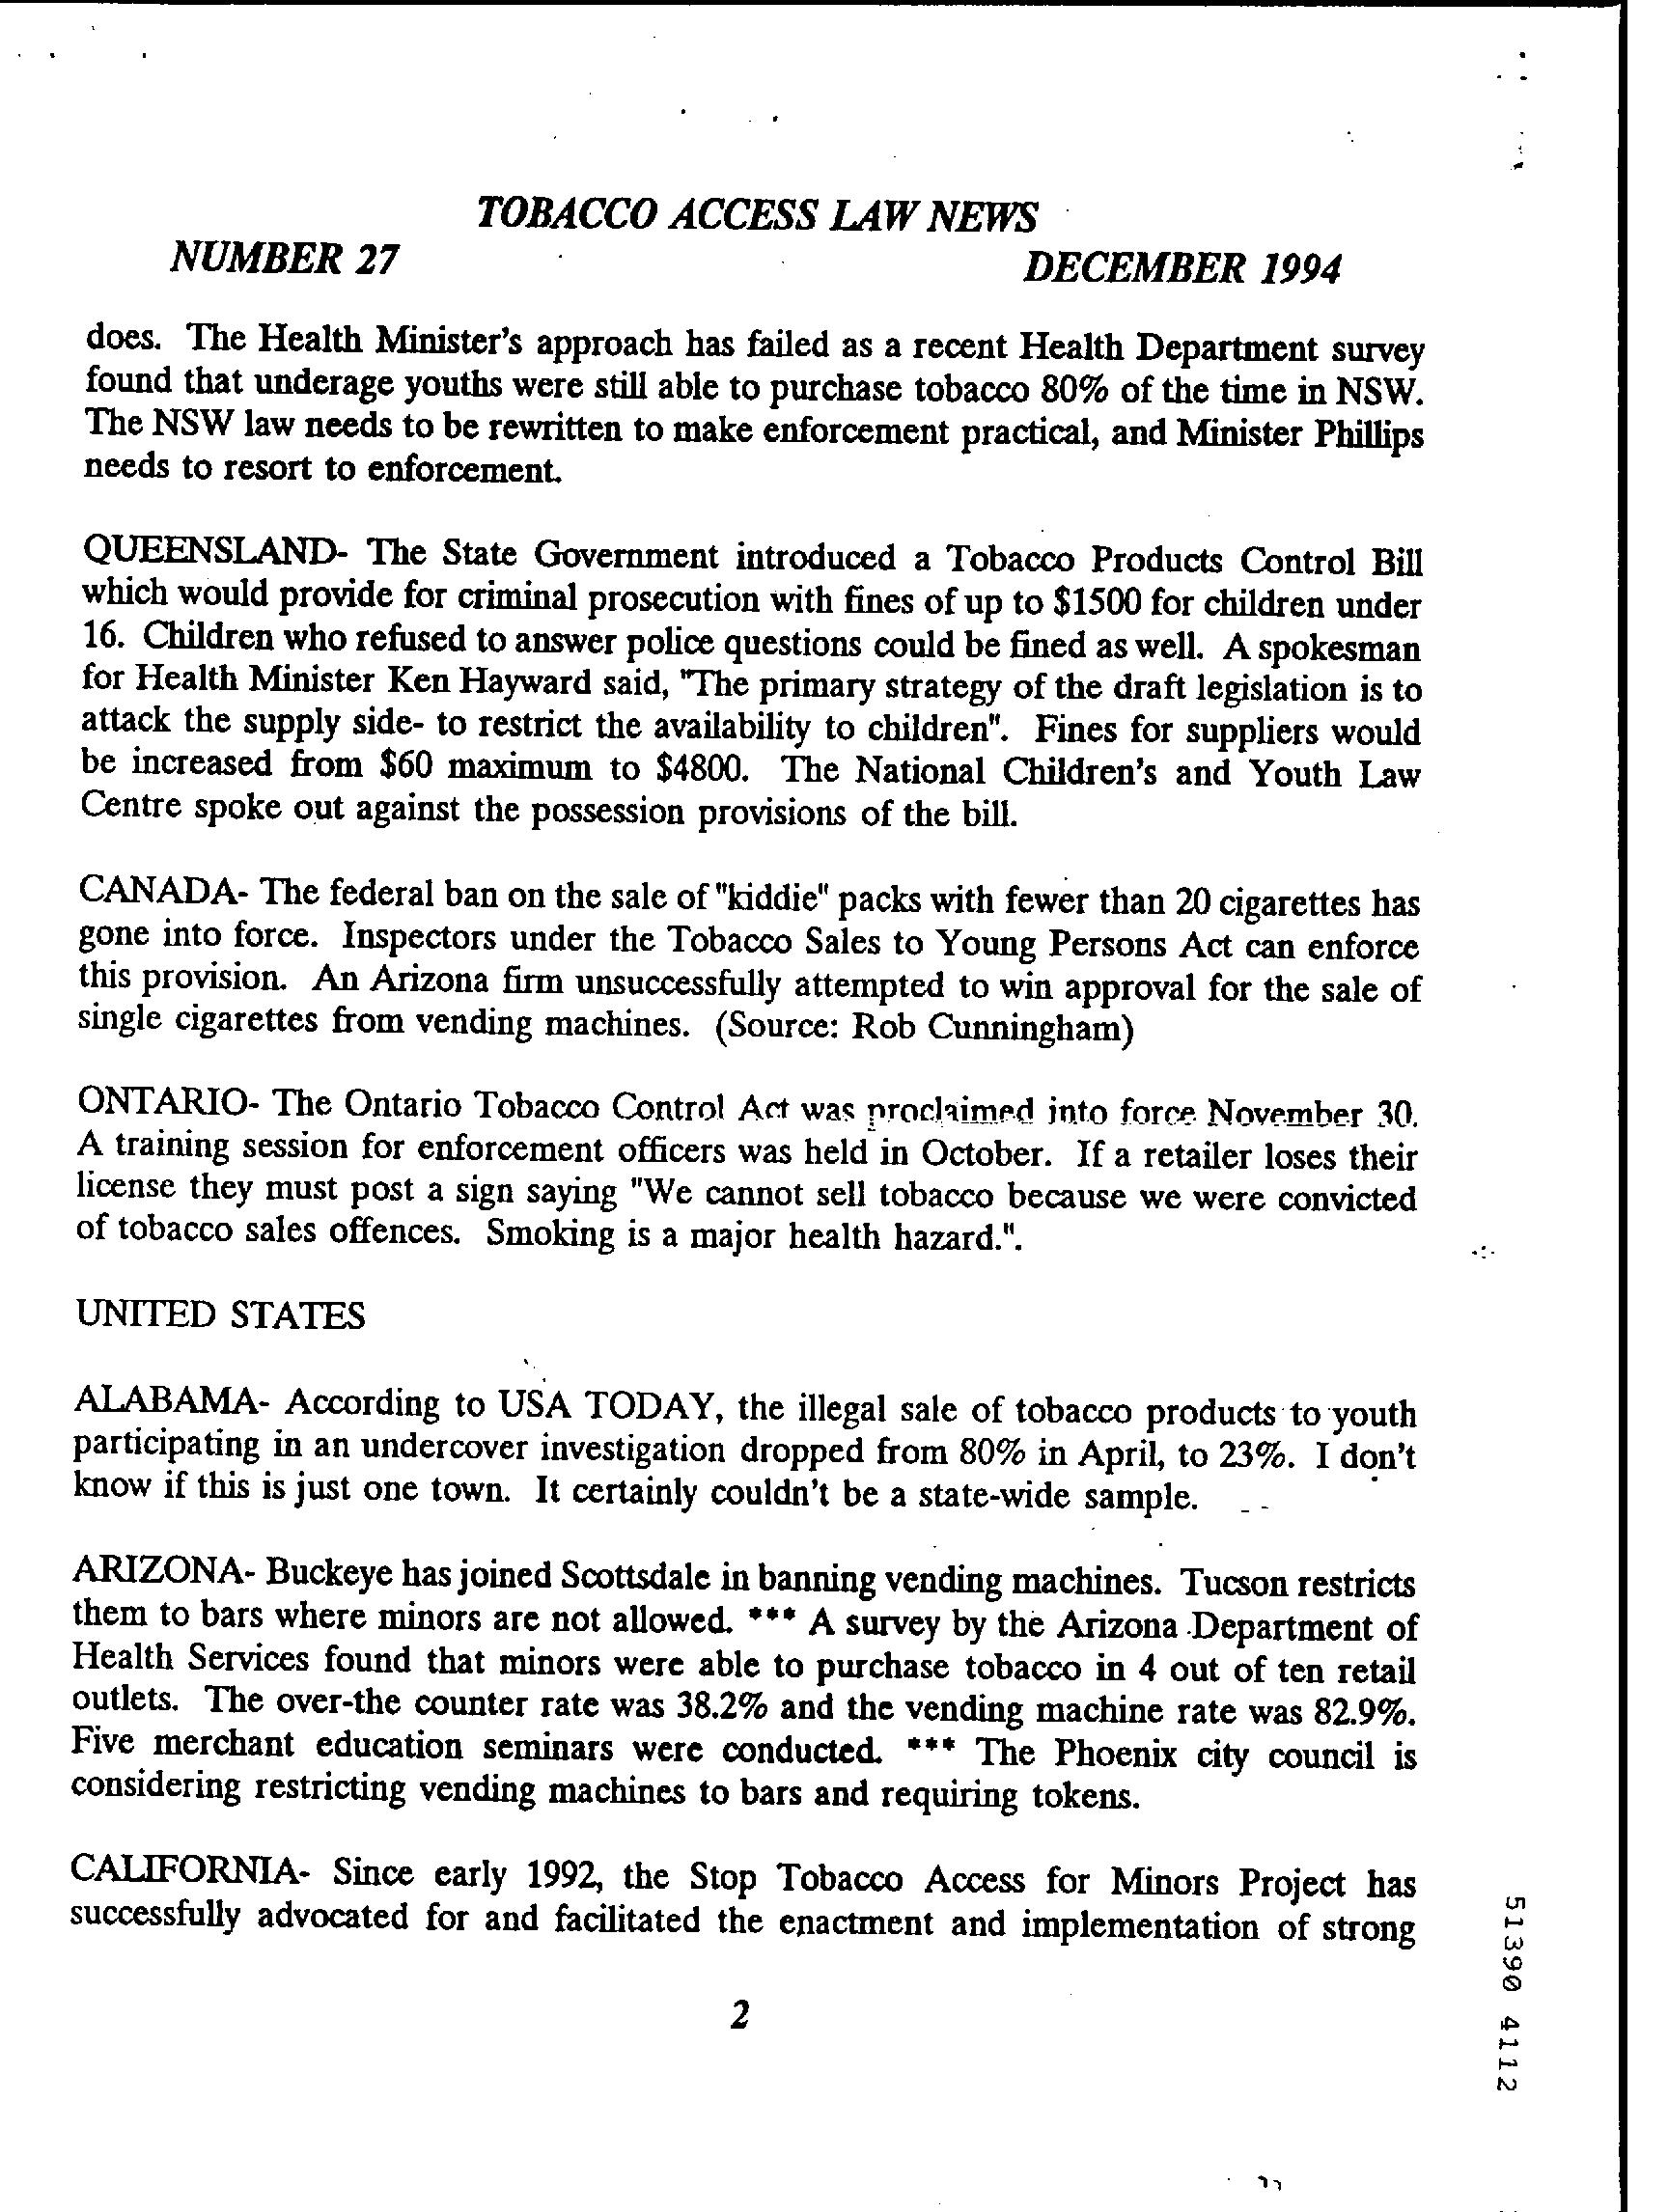 TOBACCO ACCESS LAW NEWS
NUMBER 27
DECEMBER 1994
does. The Health Minister's approach has failed as a recent Health Department survey
found that underage youths were still able to purchase tobacco 80% of the time in NSW.
The NSW law needs to be rewritten to make enforcement practical, and Minister Phillips
needs to resort to enforcement.
QUEENSLAND- The State Government introduced a Tobacco Products Control Bill
which would provide for criminal prosecution with fines of up to $1500 for children under
16. Children who refused to answer police questions could be fined as well. A spokesman
for Health Minister Ken Hayward said, "The primary strategy of the draft legislation is to
attack the supply side- to restrict the availability to children". Fines for suppliers would
be increased from $60 maximum to $4800. The National Children's and Youth Law
Centre spoke out against the possession provisions of the bill.
CANADA- The federal ban on the sale of "kiddie" packs with fewer than 20 cigarettes has
gone into force. Inspectors under the Tobacco Sales to Young Persons Act can enforce
this provision. An Arizona firm unsuccessfully attempted to win approval for the sale of
single cigarettes from vending machines. (Source: Rob Cunningham)
ONTARIO- The Ontario Tobacco Control Act was proclaimed into force November 30.
A training session for enforcement officers was held in October. If a retailer loses their
license they must post a sign saying "We cannot sell tobacco because we were convicted
of tobacco sales offences. Smoking is a major health hazard.".
UNITED STATES
ALABAMA- According to USA TODAY, the illegal sale of tobacco products to youth
participating in an undercover investigation dropped from 80% in April, to 23%. I don't
know if this is just one town. It certainly couldn't be a state-wide sample.
ARIZONA- Buckeye has joined Scottsdale in banning vending machines. Tucson restricts
them to bars where minors are not allowed. *** A survey by the Arizona Department of
Health Services found that minors were able to purchase tobacco in 4 out of ten retail
outlets. The over-the counter rate was 38.2% and the vending machine rate was 82.9%.
Five merchant education seminars were conducted. *** The Phoenix city council is
considering restricting vending machines to bars and requiring tokens.
CALIFORNIA- Since early 1992, the Stop Tobacco Access for Minors Project has
successfully advocated for and facilitated the enactment and implementation of strong
2
51390 4112